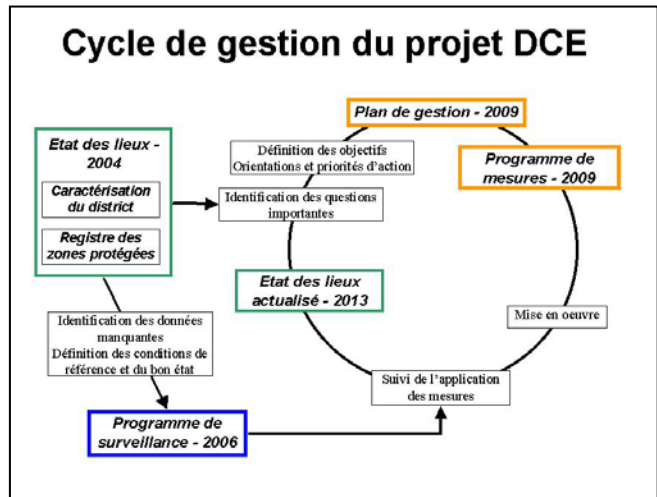 Cycle de gestion du projet DCE
Plan de gestion - 2009
Etat des lieux -
2004
Caractérisation
du district
Registre des
zones protégées
Définition des objectifs
Orientations et priorités d'action
Programme de
mesures - 2009
Identification des questions
importantes
Etat des lieux
actualisé - 2013
Identification des données
manquantes
Définition des conditions de
référence et du bon état
Mise en oeuvre
Suivi de l'application
des mesures
Programme de
surveillance - 2006